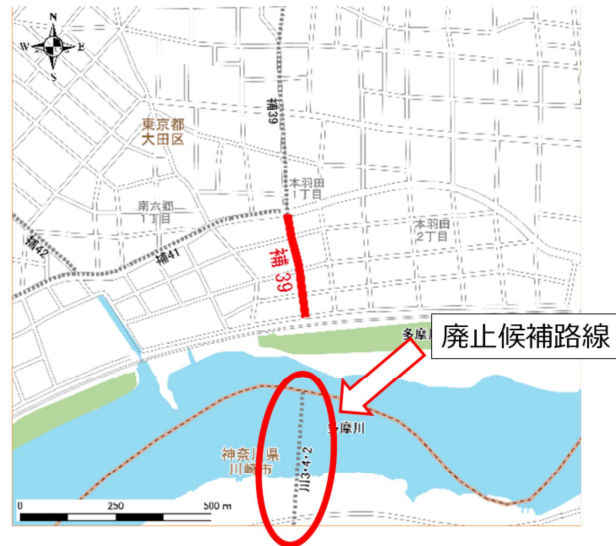 N
W
E
S
補39
東京都
大田区
本羽田
1丁目
南六郷
1丁目
本羽田
2丁目
補42
補41
補39
多摩川
廃止候補路線
多摩川
神奈川県
川崎市
川3・4・2
0
250
500 m